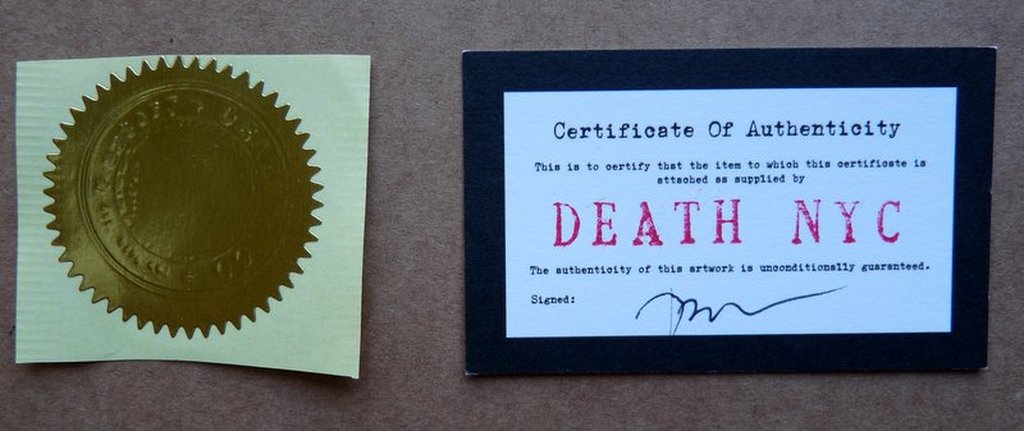 Certificate Of Authenticity
This is to certify that the item to which this certificate is
attached as supplied by
DEATH NYC
The authenticity of this artwork is unconditionally guaranteed.
Signed: